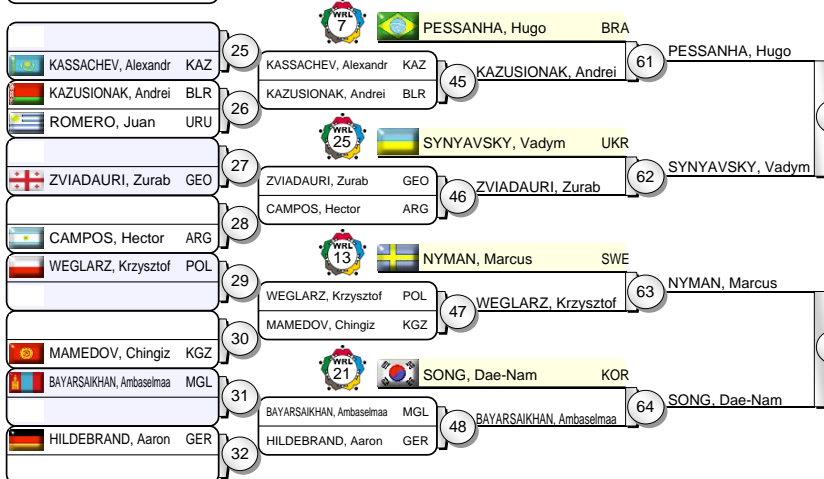 WRL
7
PESSANHA, Hugo BRA
25
61
PESSANHA, Hugo
KASSACHEV, Alexandr KAZ
KASSACHEV, Alexandr KAZ
45
KAZUSIONAK, Andrei
KAZUSIONAK, Andrei BLR
26
KAZUSIONAK, Andrei BLR
ROMERO, Juan URU
WRL
25
SYNYAVSKY, Vadym UKR
27
62
SYNYAVSKY, Vadym
ZVIADAURI, Zurab GEO
ZVIADAURI, Zurab GEO
46
ZVIADAURI, Zurab
CAMPOS, Hector ARG
28
CAMPOS, Hector ARG
WRL
13
NYMAN, Marcus SWE
WEGLARZ, Krzysztof POL
29
63
NYMAN, Marcus
WEGLARZ, Krzysztof POL
47
WEGLARZ, Krzysztof
MAMEDOV, Chingiz KGZ
30
MAMEDOV, Chingiz KGZ
WRL
21
SONG, Dae-Nam KOR
BAYARSAIKHAN, Ambaselmaa MGL
31
64
SONG, Dae-Nam
BAYARSAIKHAN, Ambaselmaa MGL
48
BAYARSAIKHAN, Ambaselmaa
HILDEBRAND, Aaron GER
HILDEBRAND, Aaron GER
32